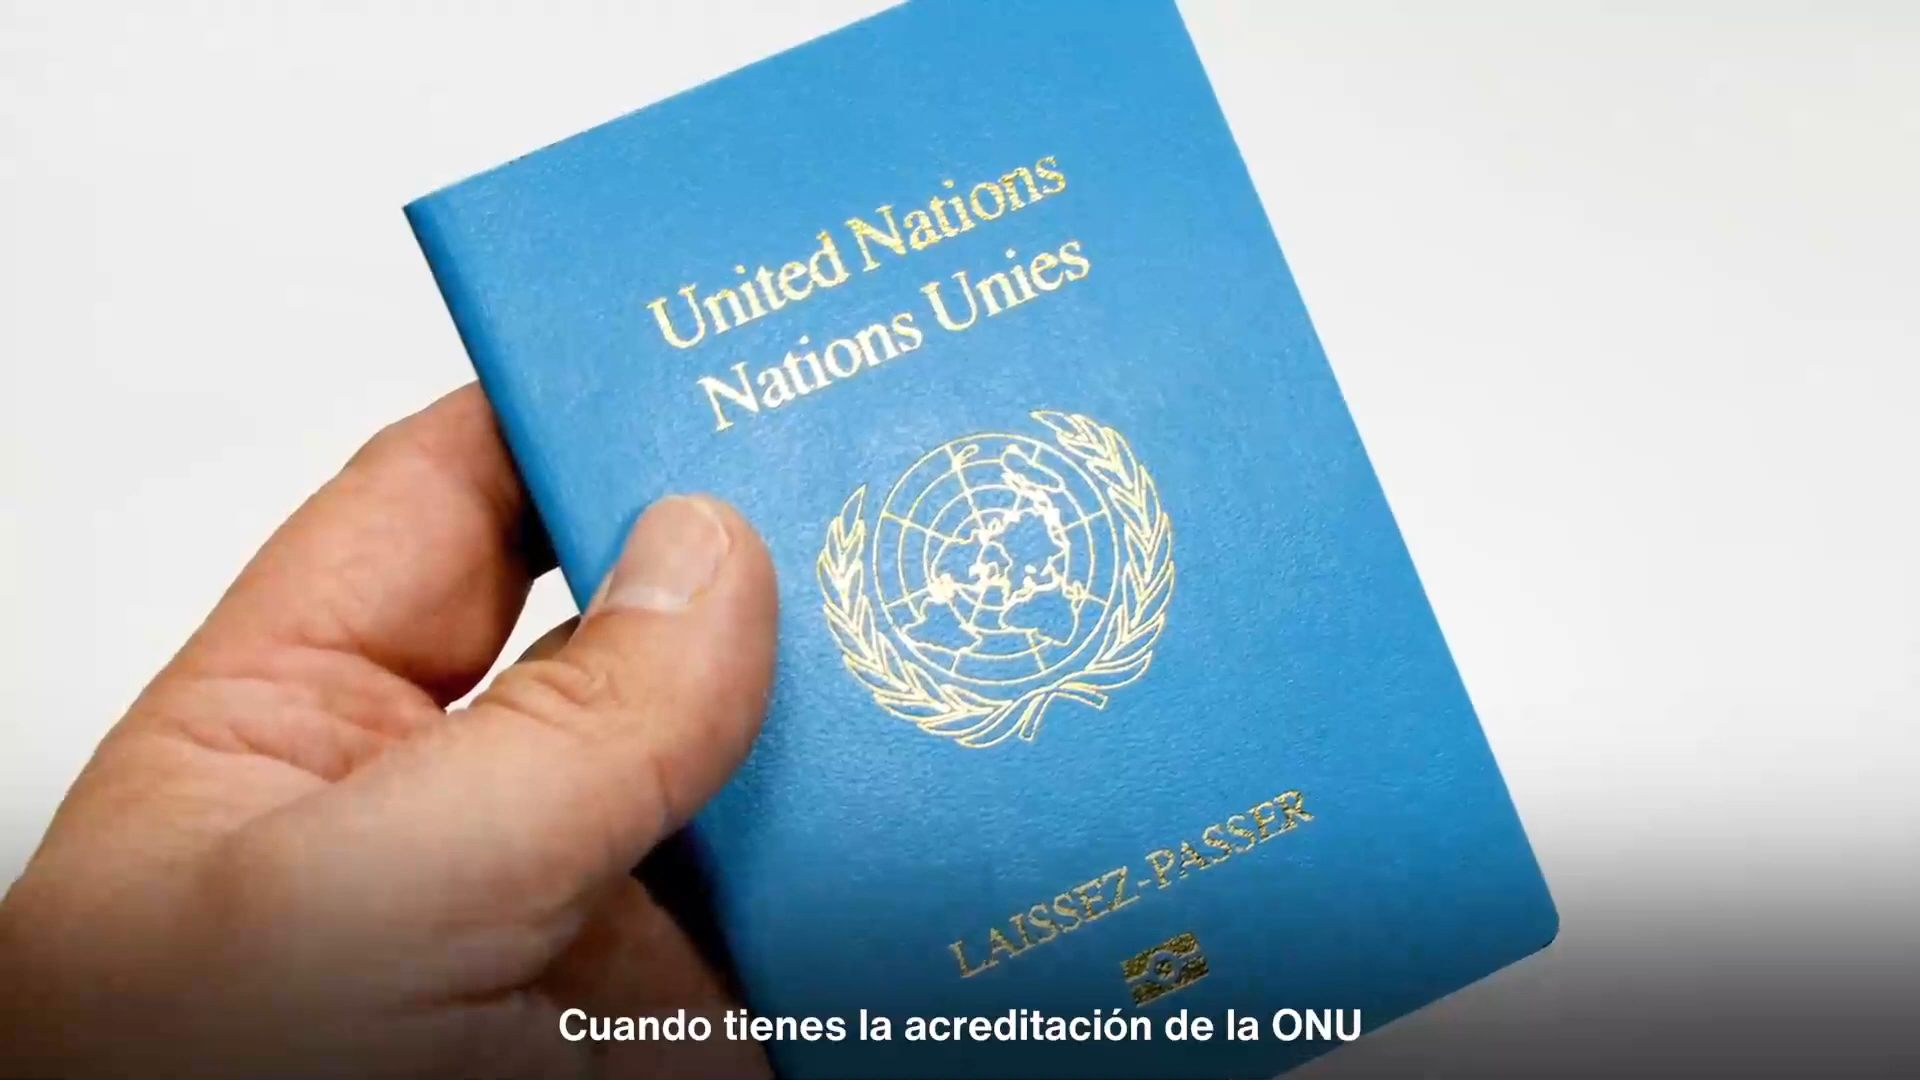 United Nations
Nations Unies
LAISSEZ-PASSER
Cuando tienes la acreditación de la ONU